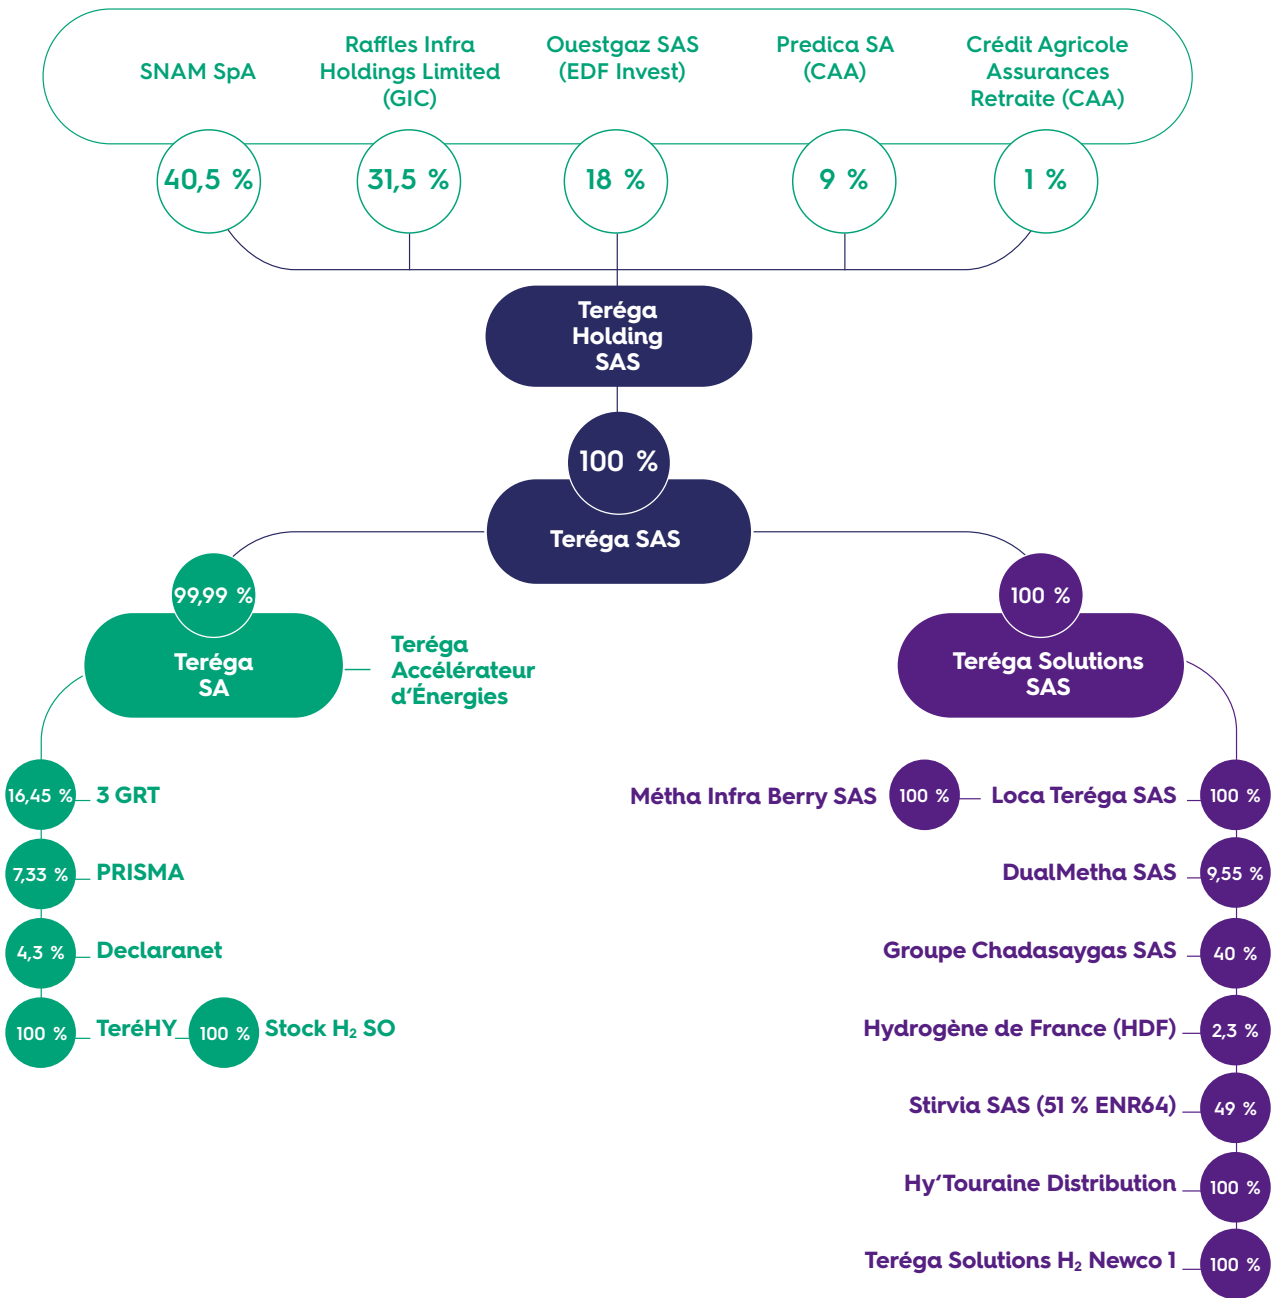 SNAM SpA
Raffles Infra
Holdings Limited
(GIC)
Ouestgaz SAS
(EDF Invest)
Predica SA
(CAA)
Crédit Agricole
Assurances
Retraite (CAA)
40,5 %
31,5 %
18 %
9 %
1 %
Teréga
Holding
SAS
100 %
Teréga SAS
99,99 %
Teréga
SA
Teréga
Accélérateur
d’Énergies
100 %
Teréga Solutions
SAS
16,45 %
3 GRT
7,33 %
PRISMA
4,3 %
Declaranet
100 %
TeréHY
100 %
Stock H₂ SO
Métha Infra Berry SAS
100 %
Loca Teréga SAS
100 %
DualMetha SAS
9,55 %
Groupe Chadasaygas SAS
40 %
Hydrogène de France (HDF)
2,3 %
Stirvia SAS (51 % ENR64)
49 %
Hy’Touraine Distribution
100 %
Teréga Solutions H₂ Newco 1
100 %